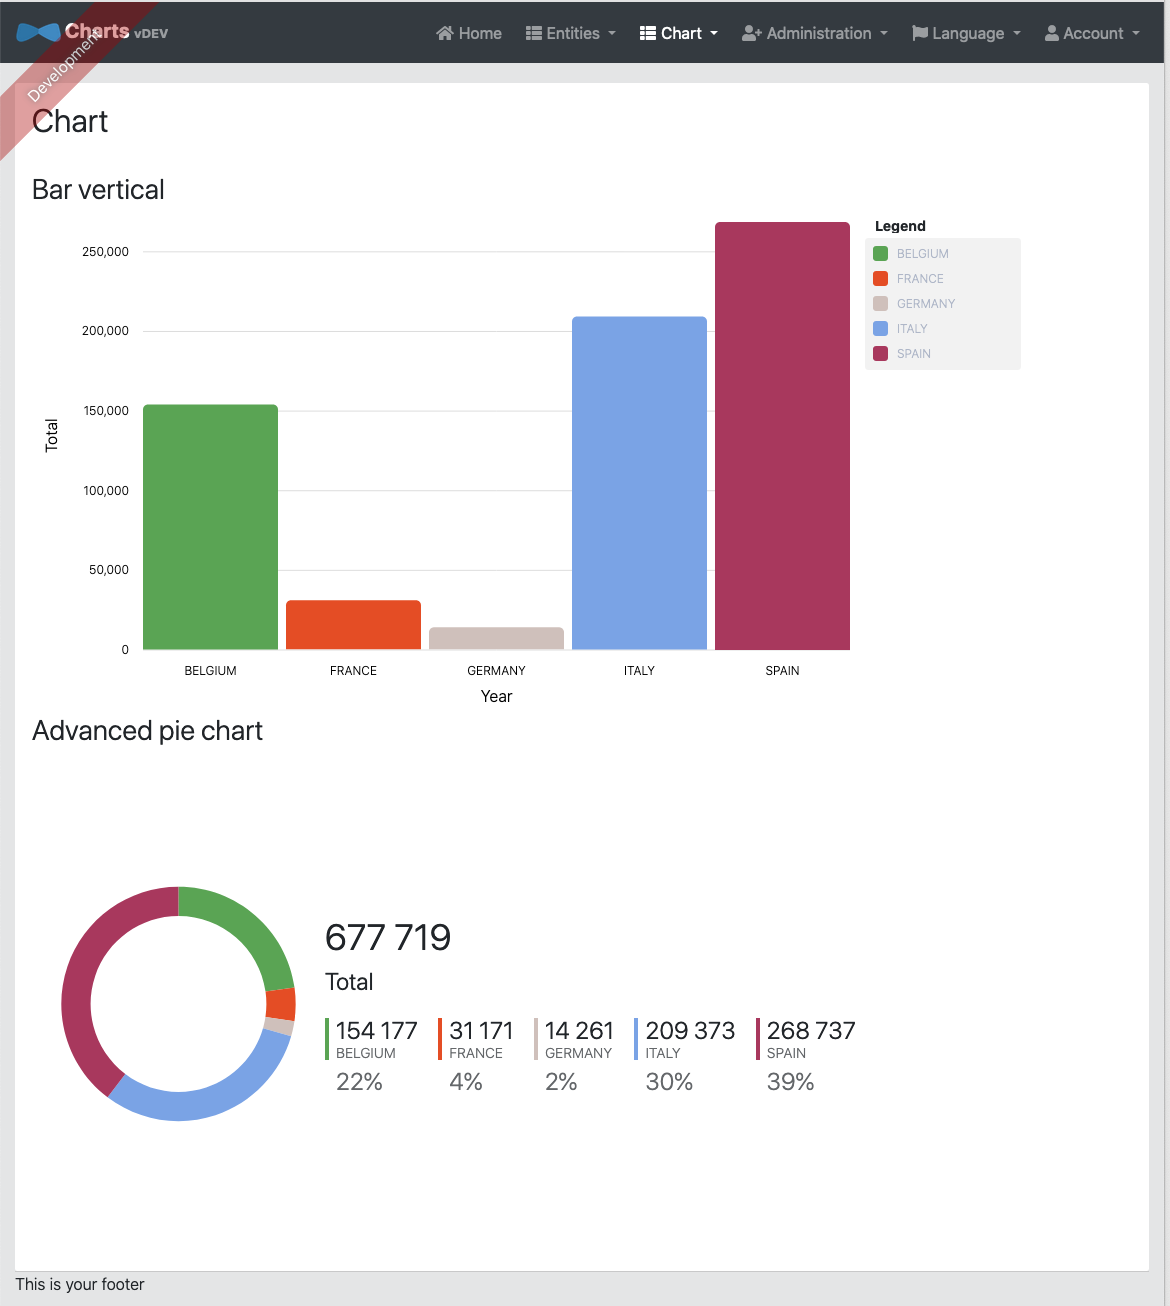 Charts vDEV
Home
Entities
Chart
Administration
Language
Account
Development
Chart
Bar vertical
Legend
BELGIUM
FRANCE
GERMANY
ITALY
SPAIN
250,000
200,000
150,000
100,000
50,000
0
Total
BELGIUM FRANCE GERMANY ITALY SPAIN
Year
Advanced pie chart
677 719
Total
154 177 31 171 14 261 209 373 268 737
BELGIUM FRANCE GERMANY ITALY SPAIN
22% 4% 2% 30% 39%
This is your footer